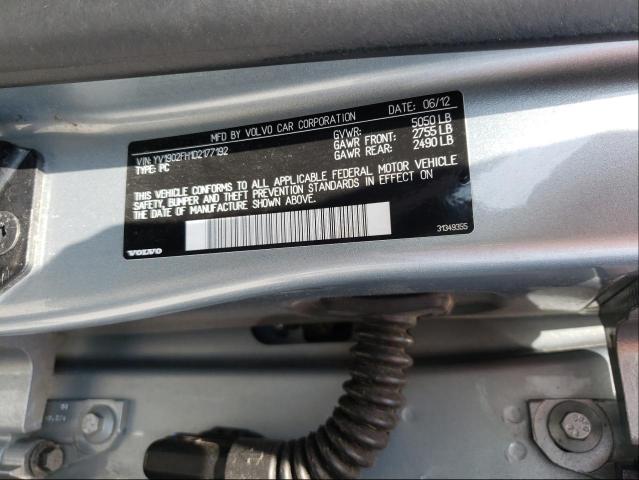 MFD BY VOLVO CAR CORPORATION DATE: 06/12
VIN: YV1902FH1D2177192 GVWR: 5050 LB
TYPE: PC GAWR FRONT: 2755 LB
GAWR REAR: 2490 LB
THIS VEHICLE CONFORMS TO ALL APPLICABLE FEDERAL MOTOR VEHICLE
SAFETY, BUMPER AND THEFT PREVENTION STANDARDS IN EFFECT ON
THE DATE OF MANUFACTURE SHOWN ABOVE.
VOLVO 31349355